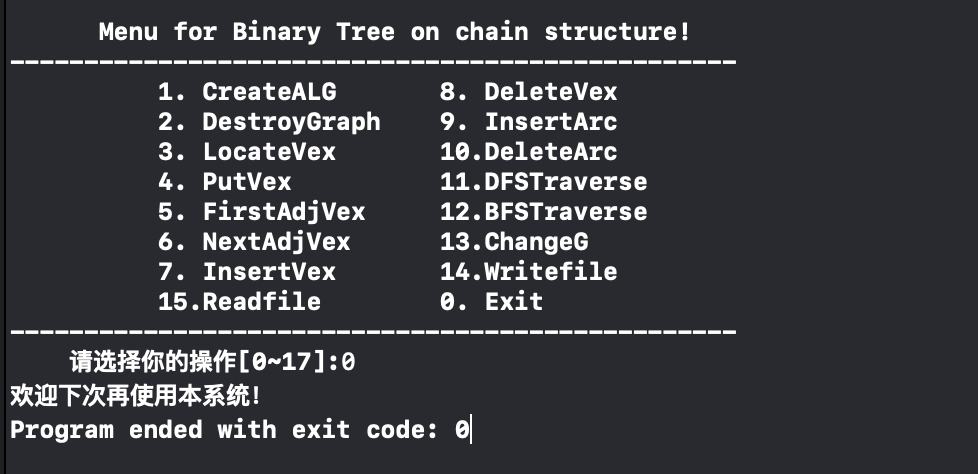 Menu for Binary Tree on chain structure!
-------------------------------------------------
1. CreateALG 8. DeleteVex
2. DestroyGraph 9. InsertArc
3. LocateVex 10.DeleteArc
4. PutVex 11.DFSTraverse
5. FirstAdjVex 12.BFSTraverse
6. NextAdjVex 13.ChangeG
7. InsertVex 14.Writefile
15.Readfile 0. Exit
-------------------------------------------------
请选择你的操作[0~17]:0
欢迎下次再使用本系统!
Program ended with exit code: 0